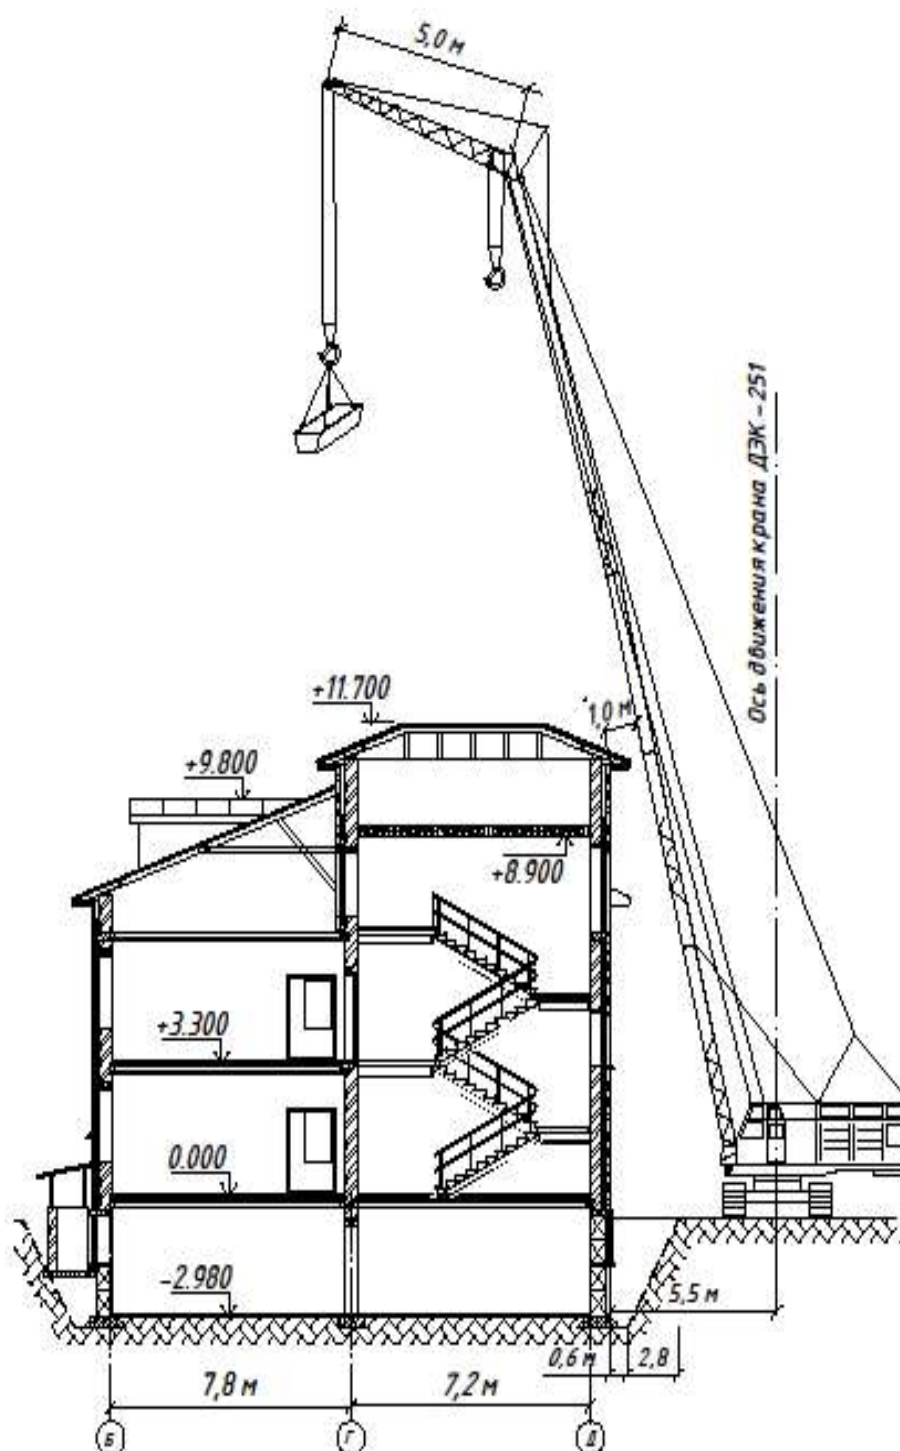 5,0 м
Ось движения крана ДЭК – 251
+11.700
1,0 м
+9.800
+8.900
+3.300
0.000
-2.980
5,5 м
0,6 м
2,8
7,8 м
7,2 м
Б
Г
Д